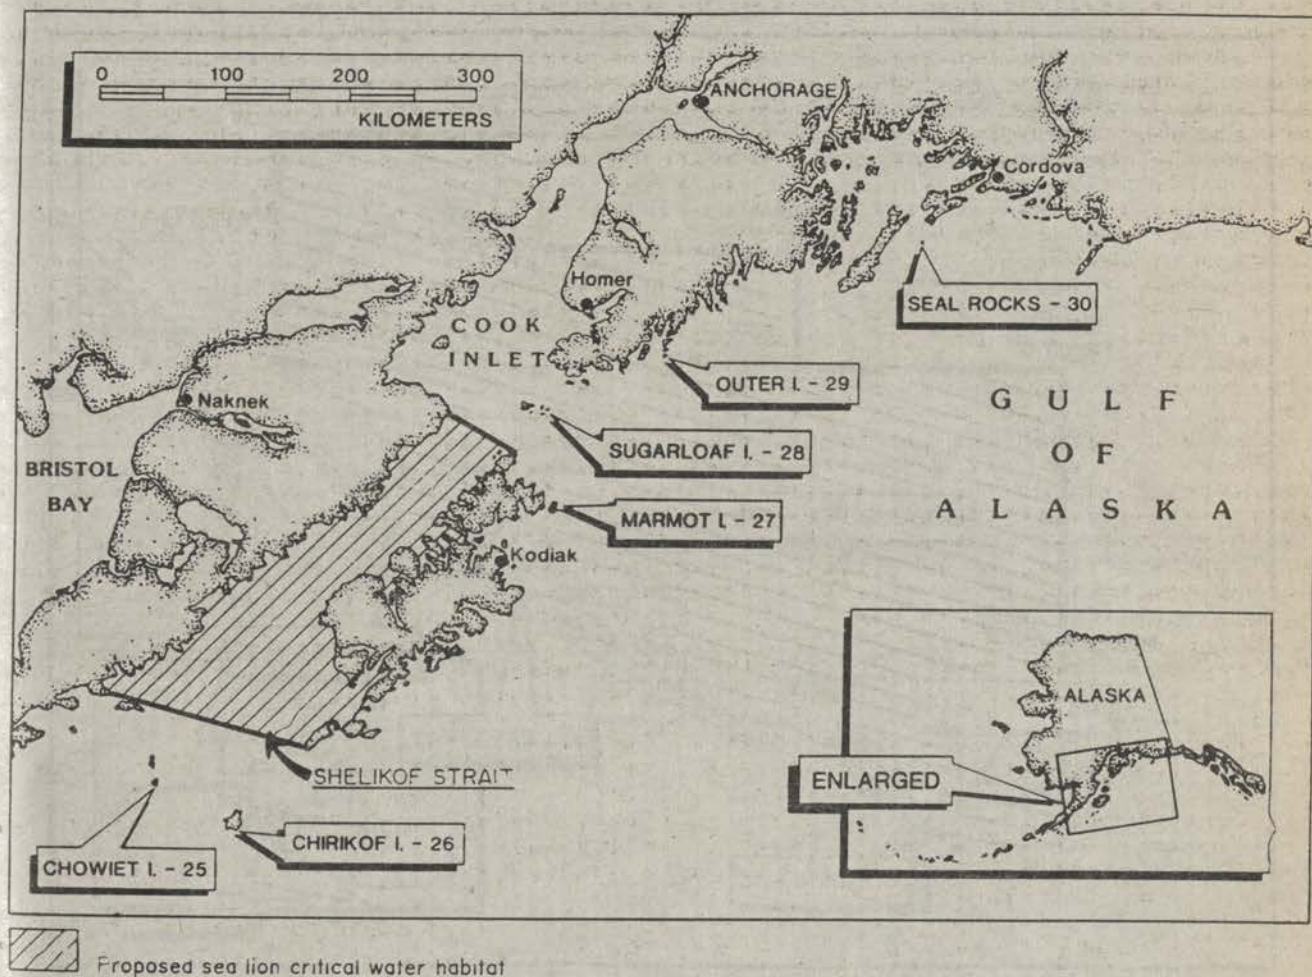 0 100 200 300
KILOMETERS
ANCHORAGE
Cordova
Homer
SEAL ROCKS - 30
COOK
INLET
OUTER I. - 29
Naknek
GULF
OF
ALASKA
SUGARLOAF I. - 28
BRISTOL
BAY
MARMOT I. - 27
Kodiak
ALASKA
SHELIKOF STRAIT
ENLARGED
CHIRIKOF I. - 26
CHOWIET I. - 25
Proposed sea lion critical water habitat